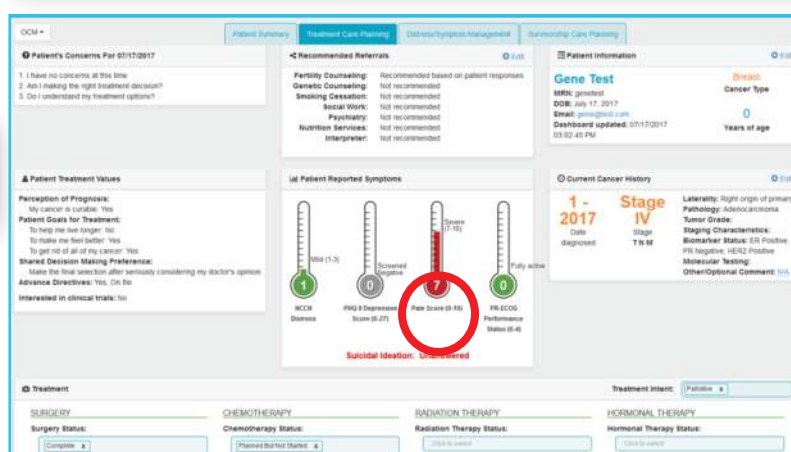 OCM
Patient Summary
Treatment Care Planning
Distress/Symptom Management
Survivorship Care Planning
Patient's Concerns For 07/17/2017
1. I have no concerns at this time
2. Am I making the right treatment decision?
3. Do I understand my treatment options?
Recommended Referrals
Edit
Fertility Counseling: Recommended based on patient responses
Genetic Counseling: Not recommended
Smoking Cessation: Not recommended
Social Work: Not recommended
Psychiatry: Not recommended
Nutrition Services: Not recommended
Interpreter: Not recommended
Patient Information
Edit
Gene Test
MRN: genetest
DOB: July 17, 2017
Email: gene@test.com
Dashboard updated: 07/17/2017
03:02:45 PM
Breast
Cancer Type
0
Years of age
Patient Treatment Values
Perception of Prognosis:
My cancer is curable: Yes
Patient Goals for Treatment:
To help me live longer: No
To make me feel better: Yes
To get rid of all of my cancer: Yes
Shared Decision Making Preference:
Make the final selection after seriously considering my doctor's opinion
Advance Directives: Yes, On file
Interested in clinical trials: No
Patient Reported Symptoms
Mild (1-3)
1
NCCN
Distress
Screened
Negative
0
PHQ-9 Depression
Score (0-27)
Severe
(7-10)
7
Pain Score (0-10)
Fully active
0
PR-ECOG
Performance
Status (0-4)
Suicidal Ideation: Unanswered
Current Cancer History
Edit
1 -
2017
Date
diagnosed
Stage
IV
Stage
T N M
Laterality: Right origin of primary
Pathology: Adenocarcinoma
Tumor Grade:
Staging Characteristics:
Biomarker Status: ER Positive,
PR Negative, HER2 Positive
Molecular Testing:
Other/Optional Comment: N/A
Treatment
Treatment Intent:
Palliative x
SURGERY
Surgery Status:
Complete x
CHEMOTHERAPY
Chemotherapy Status:
Planned But Not Started x
RADIATION THERAPY
Radiation Therapy Status:
Click to select
HORMONAL THERAPY
Hormonal Therapy Status:
Click to select